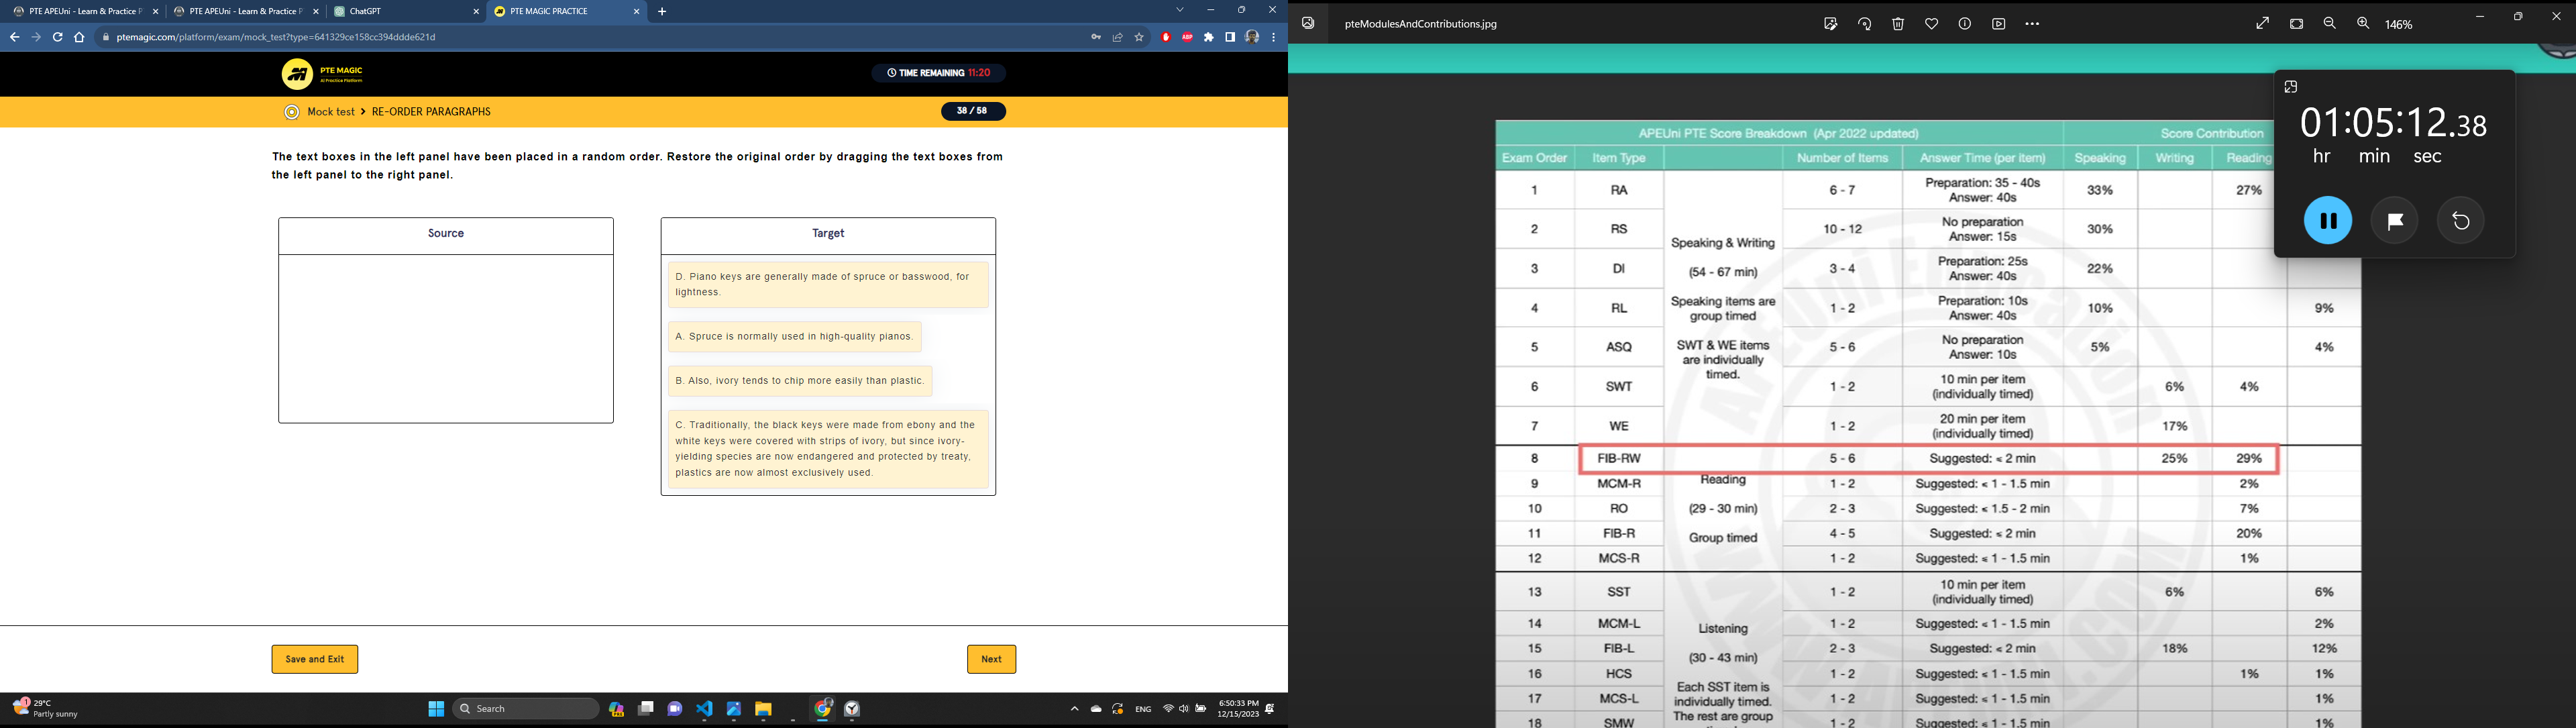 PTE APEUni - Learn & Practice P
PTE APEUni - Learn & Practice P
ChatGPT
PTE MAGIC PRACTICE
ptemagic.com/platform/exam/mock_test?type=641329ce158cc394ddde621d
ABP
PTE MAGIC
AI Practice Platform
TIME REMAINING 11:20
Mock test > RE-ORDER PARAGRAPHS
38 / 58
The text boxes in the left panel have been placed in a random order. Restore the original order by dragging the text boxes from
the left panel to the right panel.
Source
Target
D. Piano keys are generally made of spruce or basswood, for
lightness.
A. Spruce is normally used in high-quality pianos.
B. Also, ivory tends to chip more easily than plastic.
C. Traditionally, the black keys were made from ebony and the
white keys were covered with strips of ivory, but since ivory-
yielding species are now endangered and protected by treaty,
plastics are now almost exclusively used.
Save and Exit
Next
29°C
Partly sunny
Search
ENG
6:50:33 PM
12/15/2023
pteModulesAndContributions.jpg
146%
01:05:12.38
hr min sec
APEUni PTE Score Breakdown (Apr 2022 updated) Score Contribution
Exam Order Item Type Number of Items Answer Time (per item) Speaking Writing Reading
1 RA 6 - 7 Preparation: 35 - 40s Answer: 40s 33% 27%
2 RS 10 - 12 No preparation Answer: 15s 30%
Speaking & Writing
(54 - 67 min)
3 DI 3 - 4 Preparation: 25s Answer: 40s 22%
Speaking items are
group timed
4 RL 1 - 2 Preparation: 10s Answer: 40s 10% 9%
SWT & WE items
are individually
timed.
5 ASQ 5 - 6 No preparation Answer: 10s 5% 4%
6 SWT 1 - 2 10 min per item (individually timed) 6% 4%
7 WE 1 - 2 20 min per item (individually timed) 17%
8 FIB-RW 5 - 6 Suggested: < 2 min 25% 29%
Reading
(29 - 30 min)
Group timed
9 MCM-R 1 - 2 Suggested: ≤ 1 - 1.5 min 2%
10 RO 2 - 3 Suggested: ≤ 1.5 - 2 min 7%
11 FIB-R 4 - 5 Suggested: ≤ 2 min 20%
12 MCS-R 1 - 2 Suggested: ≤ 1 - 1.5 min 1%
13 SST 1 - 2 10 min per item (individually timed) 6% 6%
14 MCM-L 1 - 2 Suggested: ≤ 1 - 1.5 min 2%
Listening
(30 - 43 min)
15 FIB-L 2 - 3 Suggested: ≤ 2 min 18% 12%
16 HCS 1 - 2 Suggested: ≤ 1 - 1.5 min 1% 1%
Each SST item is
individually timed.
The rest are group
17 MCS-L 1 - 2 Suggested: ≤ 1 - 1.5 min 1%
18 SMW 1 - 2 Suggested: ≤ 1 - 1.5 min 1%